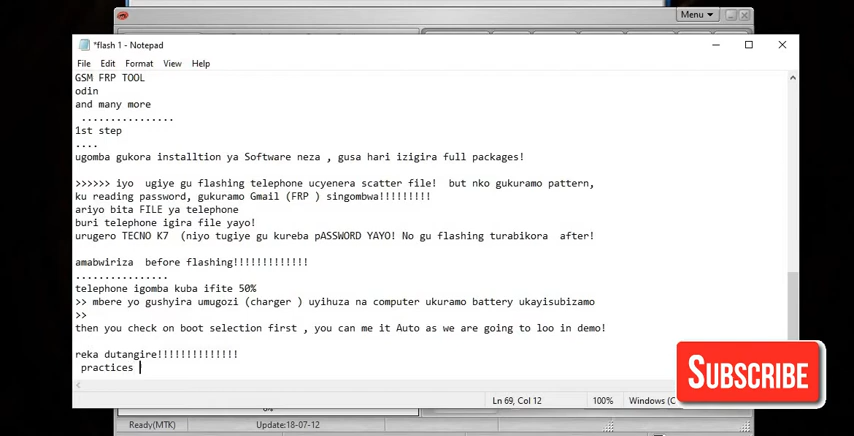 Menu
*flash 1 - Notepad
File Edit Format View Help
GSM FRP TOOL
odin
and many more
................
1st step
....
ugomba gukora installtion ya Software neza , gusa hari izigira full packages!
>>>>>> iyo ugiye gu flashing telephone ucyenera scatter file! but nko gukuramo pattern,
ku reading password, gukuramo Gmail (FRP ) singombwa!!!!!!!!!
ariyo bita FILE ya telephone
buri telephone igira file yayo!
urugero TECNO K7 (niyo tugiye gu kureba pASSWORD YAYO! No gu flashing turabikora after!
amabwiriza before flashing!!!!!!!!!!!!!
................
telephone igomba kuba ifite 50%
>> mbere yo gushyira umugozi (charger ) uyihuza na computer ukuramo battery ukayisubizamo
>>
then you check on boot selection first , you can me it Auto as we are going to loo in demo!
reka dutangire!!!!!!!!!!!!!!
practices
SUBSCRIBE
Ln 69, Col 12 100% Windows (C
0%
Ready(MTK) Update:18-07-12